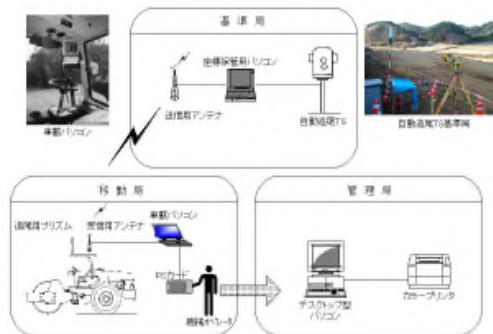 基準局
座標保管用パソコン
送信用アンテナ
自動追尾TS
車載パソコン
自動追尾TS基準局
移動局
追尾用プリズム
受信用アンテナ
車載パソコン
PCカード
機械オペレータ
管理局
デスクトップ型
パソコン
カラープリンタ